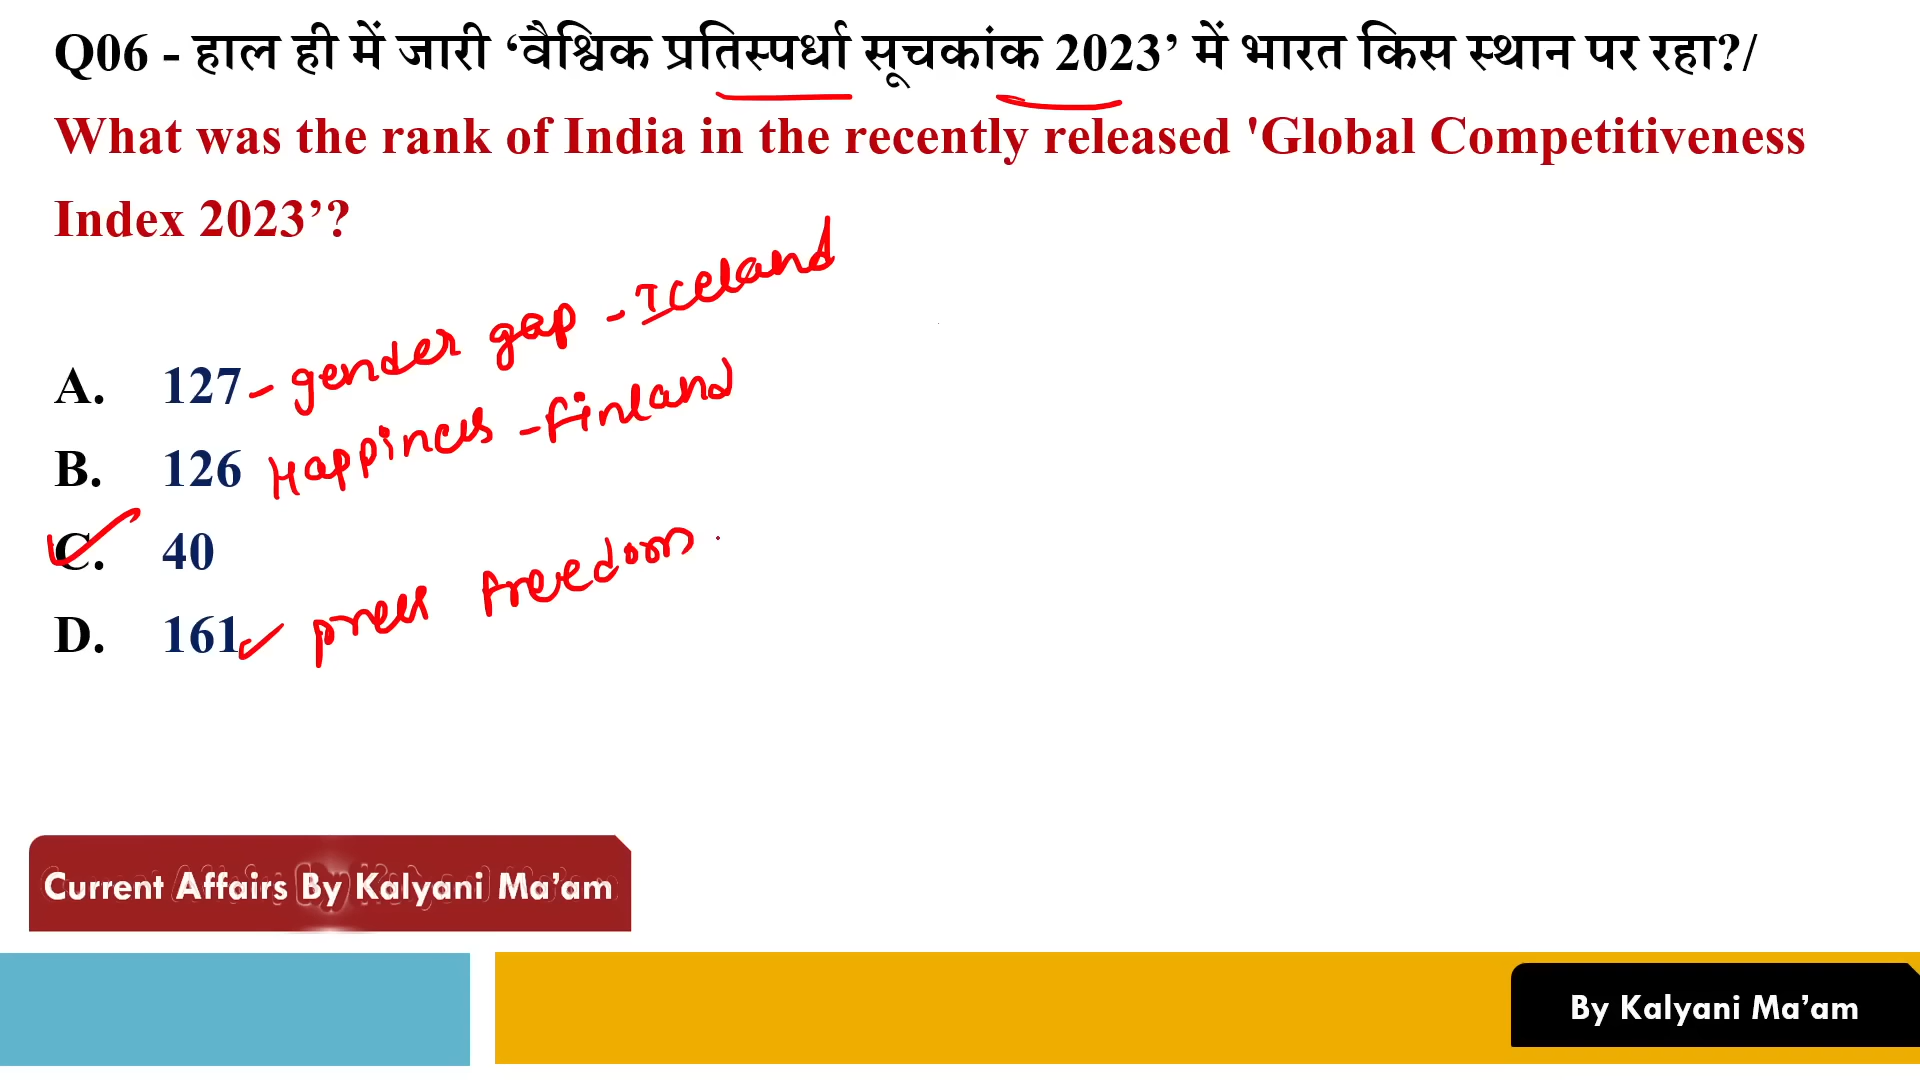 Q06 - हाल ही में जारी ‘वैश्विक प्रतिस्पर्धा सूचकांक 2023’ में भारत किस स्थान पर रहा?/
What was the rank of India in the recently released 'Global Competitiveness
Index 2023’?
A. 127 - gender gap - Iceland
B. 126 Happiness - Finland
C. 40
D. 161 press freedom
Current Affairs By Kalyani Ma’am
By Kalyani Ma’am